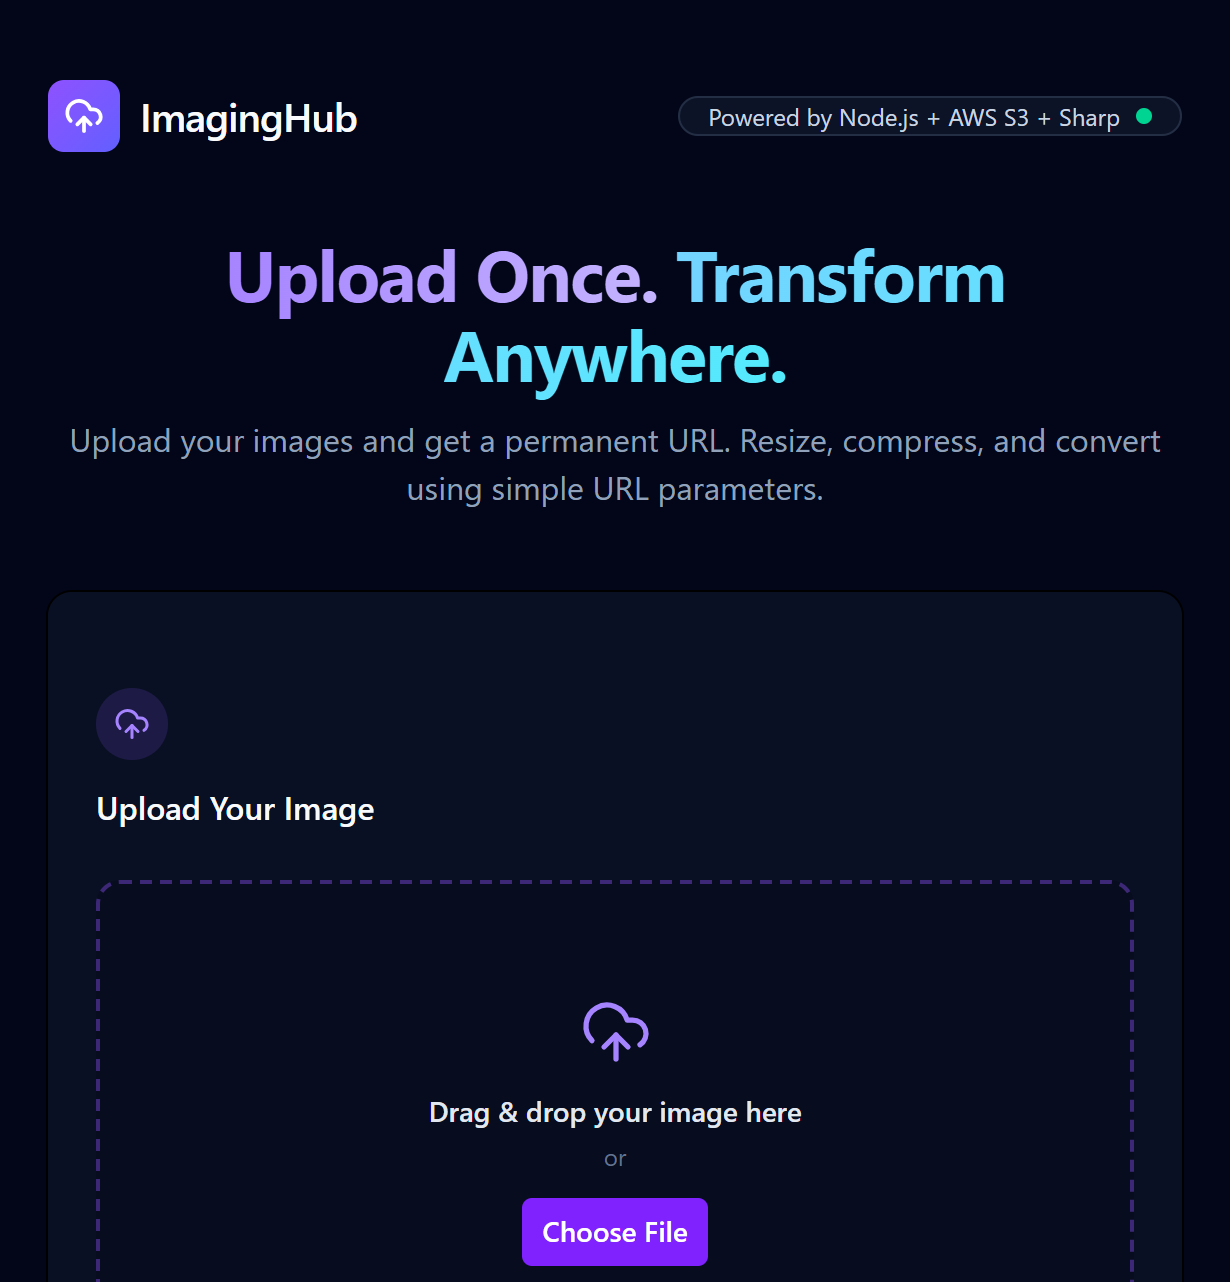 ImagingHub
Powered by Node.js + AWS S3 + Sharp
Upload Once. Transform
Anywhere.
Upload your images and get a permanent URL. Resize, compress, and convert
using simple URL parameters.
Upload Your Image
Drag & drop your image here
or
Choose File